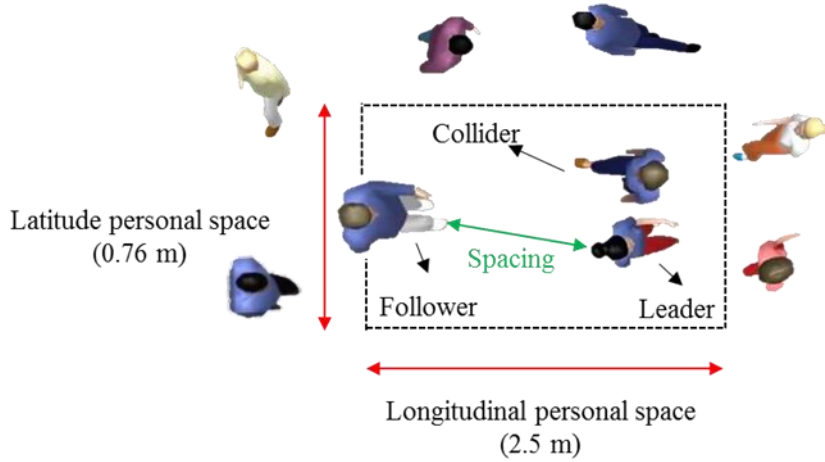 Collider
Latitude personal space
(0.76 m)
Spacing
Follower
Leader
Longitudinal personal space
(2.5 m)